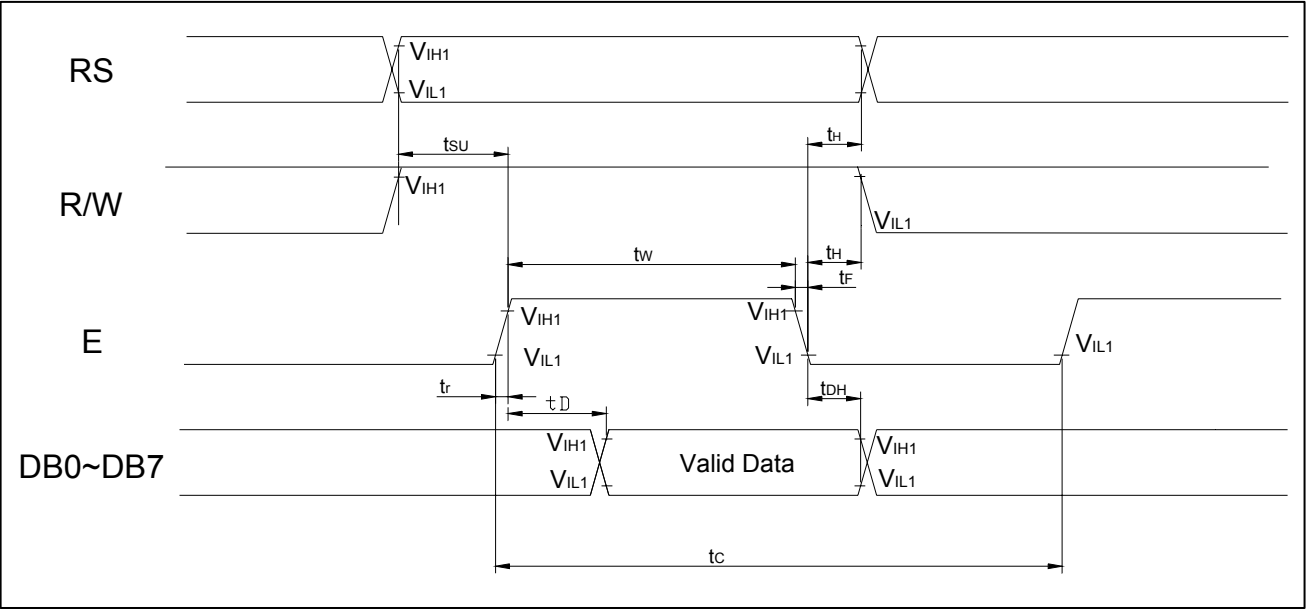 RS
VIH1
VIL1
tSU
tH
R/W
VIH1
VIL1
tw
tH
tF
E
VIH1
VIH1
VIL1
VIL1
VIL1
tr
tD
tDH
DB0~DB7
VIH1
Valid Data
VIH1
VIL1
VIL1
tc